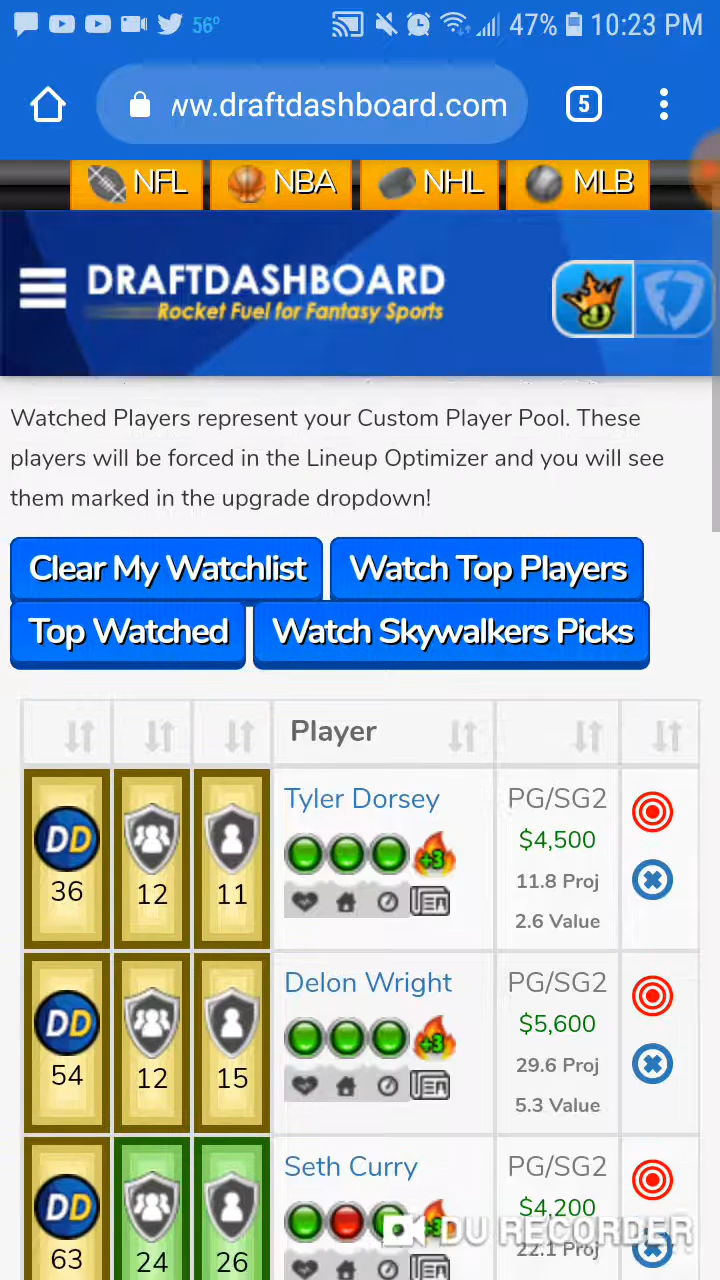 56° 47% 10:23 PM
ww.draftdashboard.com 5
NFL NBA NHL MLB
DRAFTDASHBOARD
Rocket Fuel for Fantasy Sports
Watched Players represent your Custom Player Pool. These
players will be forced in the Lineup Optimizer and you will see
them marked in the upgrade dropdown!
Clear My Watchlist Watch Top Players
Top Watched Watch Skywalkers Picks
Player
Tyler Dorsey PG/SG2
$4,500
DD +3
36 12 11 11.8 Proj
2.6 Value
Delon Wright PG/SG2
$5,600
DD +3
54 12 15 29.6 Proj
5.3 Value
Seth Curry PG/SG2
$4,200
DD
63 24 26 22.1 Proj
DU RECORDER